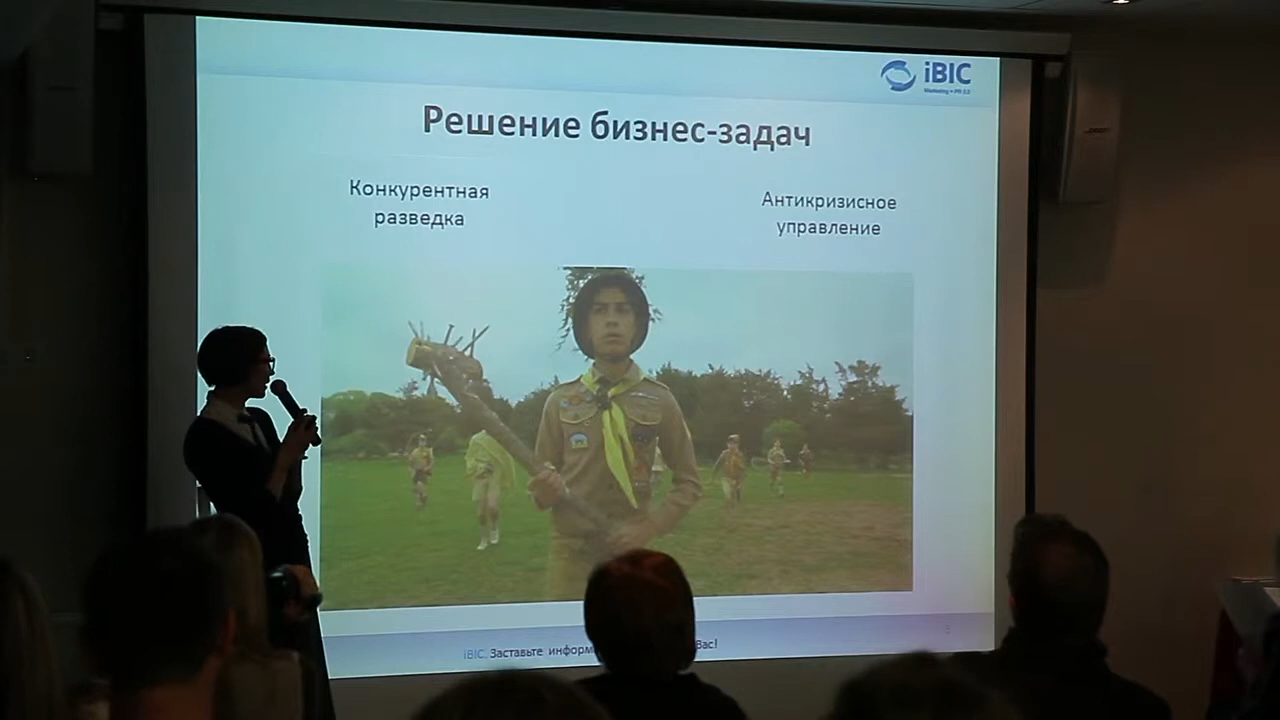 iBIC
Marketing • PR 2.0
Решение бизнес-задач
Конкурентная
разведка
Антикризисное
управление
iBIC. Заставьте информ Вас!